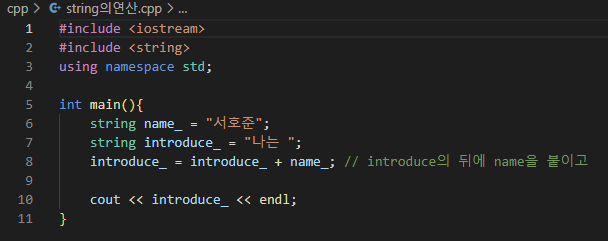 cpp > string의연산.cpp > ...
1 #include <iostream>
2 #include <string>
3 using namespace std;
4
5 int main(){
6 string name_ = "서호준";
7 string introduce_ = "나는 ";
8 introduce_ = introduce_ + name_; // introduce의 뒤에 name을 붙이고
9
10 cout << introduce_ << endl;
11 }